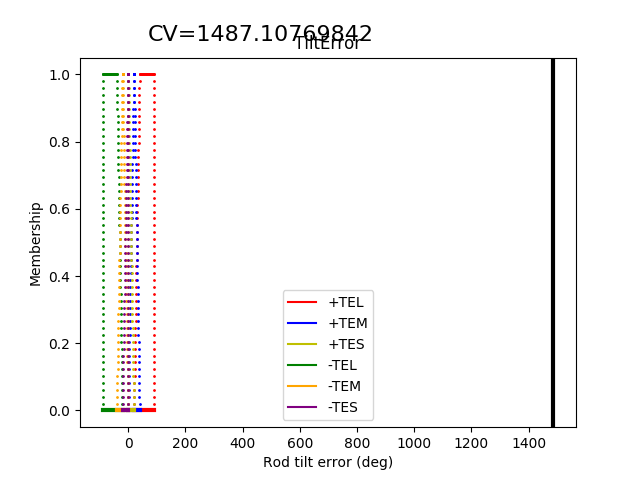 CV=1487.10769842
TiltError
Membership
1.0
0.8
0.6
0.4
0.2
0.0
+TEL
+TEM
+TES
-TEL
-TEM
-TES
0 200 400 600 800 1000 1200 1400
Rod tilt error (deg)